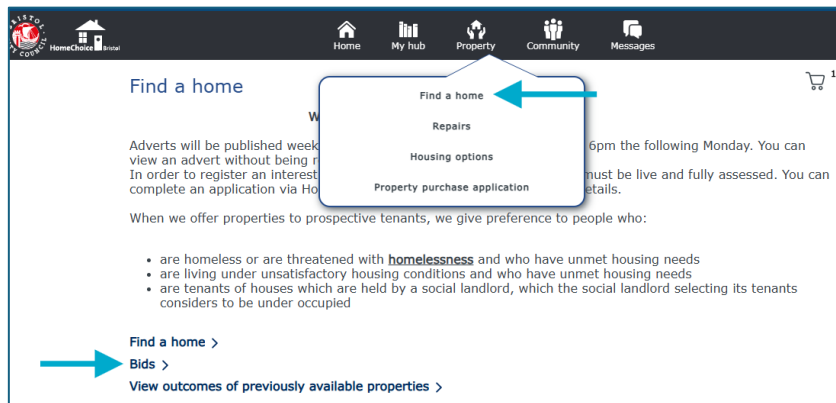 BRISTOL
CITY COUNCIL
HomeChoice Bristol
Home
My hub
Property
Community
Messages
Find a home
1
Find a home
Repairs
Housing options
Property purchase application
W
Adverts will be published week 6pm the following Monday. You can
view an advert without being r
In order to register an interest must be live and fully assessed. You can
complete an application via Ho etails.
When we offer properties to prospective tenants, we give preference to people who:
• are homeless or are threatened with homelessness and who have unmet housing needs
• are living under unsatisfactory housing conditions and who have unmet housing needs
• are tenants of houses which are held by a social landlord, which the social landlord selecting its tenants
considers to be under occupied
Find a home >
Bids >
View outcomes of previously available properties >